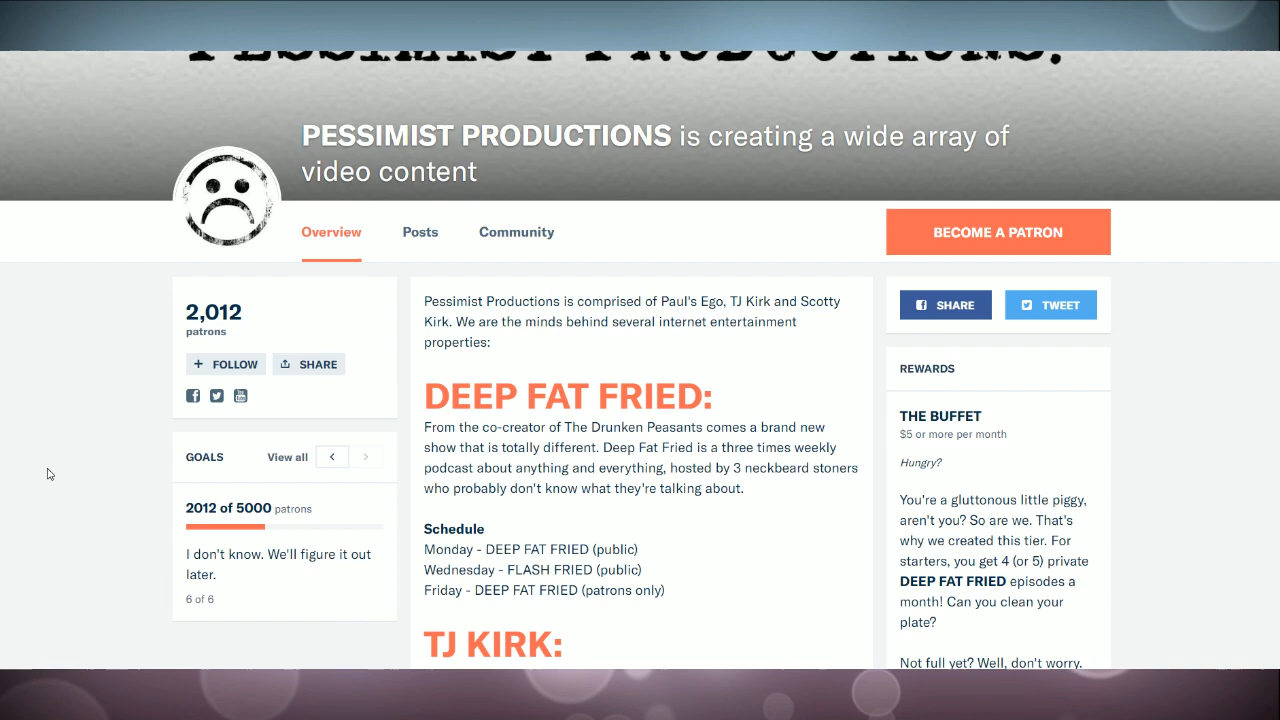 PESSIMIST PRODUCTIONS.
PESSIMIST PRODUCTIONS is creating a wide array of
video content
Overview
Posts
Community
BECOME A PATRON
2,012
patrons
+ FOLLOW
SHARE
GOALS
View all
2012 of 5000 patrons
I don't know. We'll figure it out
later.
6 of 6
Pessimist Productions is comprised of Paul's Ego, TJ Kirk and Scotty
Kirk. We are the minds behind several internet entertainment
properties:
DEEP FAT FRIED:
From the co-creator of The Drunken Peasants comes a brand new
show that is totally different. Deep Fat Fried is a three times weekly
podcast about anything and everything, hosted by 3 neckbeard stoners
who probably don't know what they're talking about.
Schedule
Monday - DEEP FAT FRIED (public)
Wednesday - FLASH FRIED (public)
Friday - DEEP FAT FRIED (patrons only)
TJ KIRK:
SHARE
TWEET
REWARDS
THE BUFFET
$5 or more per month
Hungry?
You're a gluttonous little piggy,
aren't you? So are we. That's
why we created this tier. For
starters, you get 4 (or 5) private
DEEP FAT FRIED episodes a
month! Can you clean your
plate?
Not full yet? Well, don't worry.